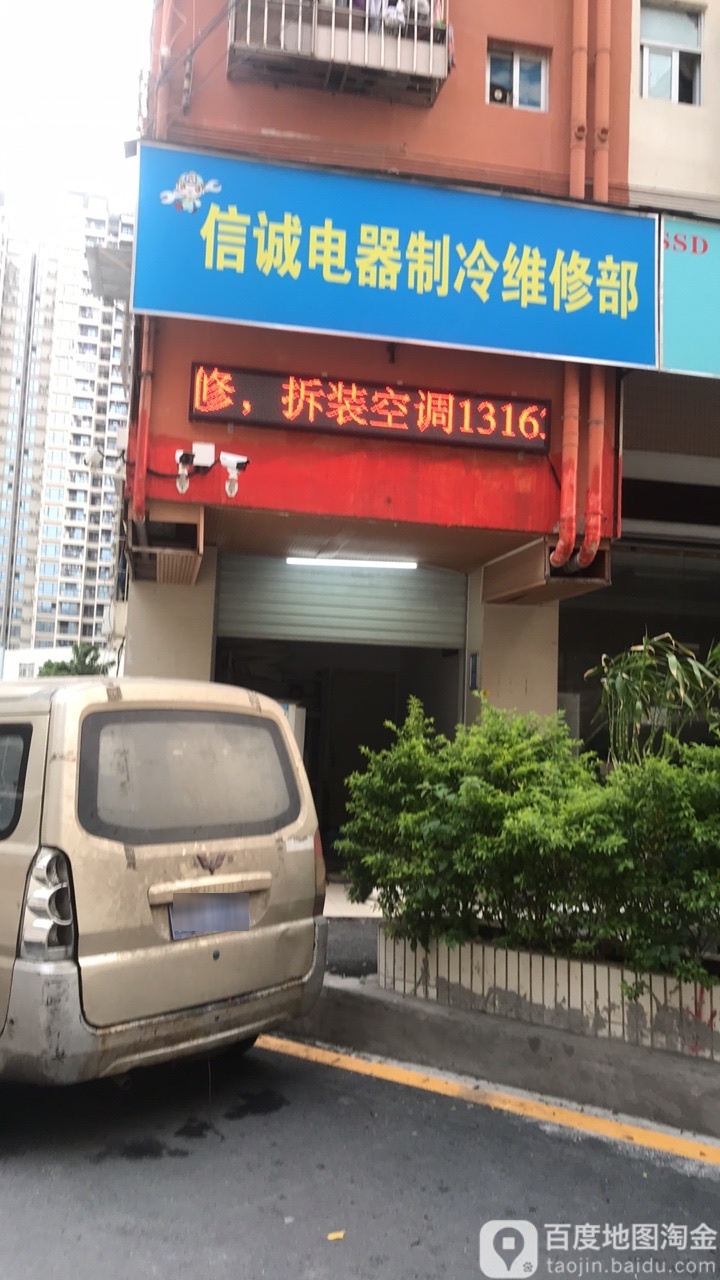 信诚电器制冷维修部
SSD
修，拆装空调13163
百度地图淘金
taojin.baidu.com